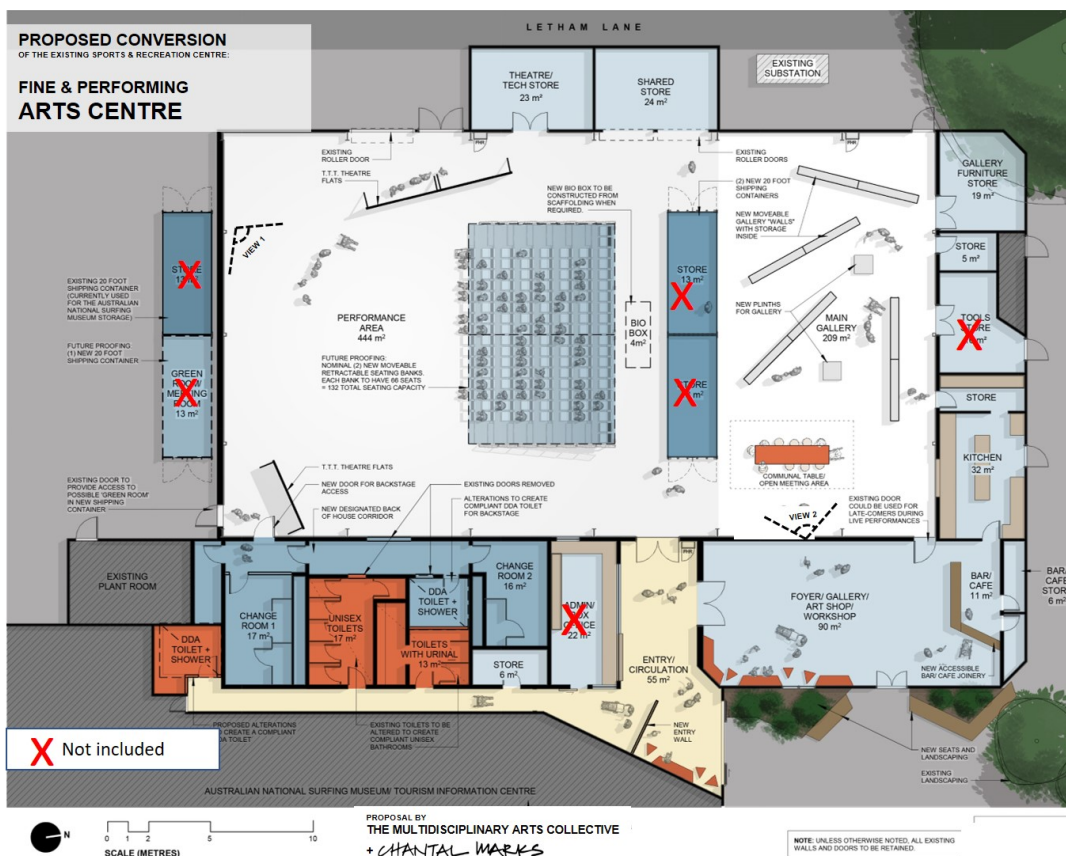 LETHAM LANE
PROPOSED CONVERSION
OF THE EXISTING SPORTS & RECREATION CENTRE:
FINE & PERFORMING
ARTS CENTRE
THEATRE/
TECH STORE
23 m²
SHARED
STORE
24 m²
EXISTING
SUBSTATION
EXISTING
ROLLER DOOR
T.T.T. THEATRE
FLATS
FHR
NEW BIO BOX TO BE
CONSTRUCTED FROM
SCAFFOLDING WHEN
REQUIRED.
EXISTING
ROLLER DOORS
(2) NEW 20 FOOT
SHIPPING
CONTAINERS
NEW MOVEABLE
GALLERY "WALLS"
WITH STORAGE
INSIDE
FHR
GALLERY
FURNITURE
STORE
19 m²
STORE
5 m²
VIEW 1
EXISTING 20 FOOT
SHIPPING CONTAINER
(CURRENTLY USED
FOR THE AUSTRALIAN
NATIONAL SURFING
MUSEUM STORAGE)
STORE
X
FUTURE PROOFING:
(1) NEW 20 FOOT
SHIPPING CONTAINER
GREEN
ROOM/
MEETING
ROOM
13 m²
X
PERFORMANCE
AREA
444 m²
FUTURE PROOFING:
NOMINAL (2) NEW MOVEABLE
RETRACTABLE SEATING BANKS.
EACH BANK TO HAVE 66 SEATS
= 132 TOTAL SEATING CAPACITY
BIO
BOX
4m²
STORE
13 m²
X
STORE
X
NEW PLINTHS
FOR GALLERY
MAIN
GALLERY
209 m²
TOOLS
STORE
X
STORE
KITCHEN
32 m²
COMMUNAL TABLE/
OPEN MEETING AREA
VIEW 2
EXISTING DOOR
COULD BE USED FOR
LATE-COMERS DURING
LIVE PERFORMANCES
EXISTING DOOR TO
PROVIDE ACCESS TO
POSSIBLE 'GREEN ROOM'
IN NEW SHIPPING
CONTAINER
T.T.T. THEATRE FLATS
NEW DOOR FOR BACKSTAGE
ACCESS
NEW DESIGNATED BACK
OF HOUSE CORRIDOR
EXISTING DOORS REMOVED
ALTERATIONS TO CREATE
COMPLIANT DDA TOILET
FOR BACKSTAGE
FHR
EXISTING
PLANT ROOM
DDA
TOILET +
SHOWER
CHANGE
ROOM 1
17 m²
UNISEX
TOILETS
17 m²
DDA
TOILET +
SHOWER
TOILETS
WITH URINAL
13 m²
CHANGE
ROOM 2
16 m²
STORE
6 m²
ADMIN/
BOX
OFFICE
22 m²
X
ENTRY/
CIRCULATION
55 m²
FOYER/ GALLERY/
ART SHOP/
WORKSHOP
90 m²
BAR/
CAFE
11 m²
BAR/
CAFE
STORE
6 m²
NEW ACCESSIBLE
BAR/ CAFE JOINERY
NEW
ENTRY
WALL
NEW SEATS AND
LANDSCAPING
EXISTING
LANDSCAPING
PROPOSED ALTERATIONS
TO CREATE A COMPLIANT
DDA TOILET
EXISTING TOILETS TO BE
ALTERED TO CREATE
COMPLIANT UNISEX
BATHROOMS
X Not included
AUSTRALIAN NATIONAL SURFING MUSEUM/ TOURISM INFORMATION CENTRE
N
0 1 2 5 10
SCALE (METRES)
PROPOSAL BY
THE MULTIDISCIPLINARY ARTS COLLECTIVE
+ CHANTAL MARKS
NOTE: UNLESS OTHERWISE NOTED, ALL EXISTING
WALLS AND DOORS TO BE RETAINED.